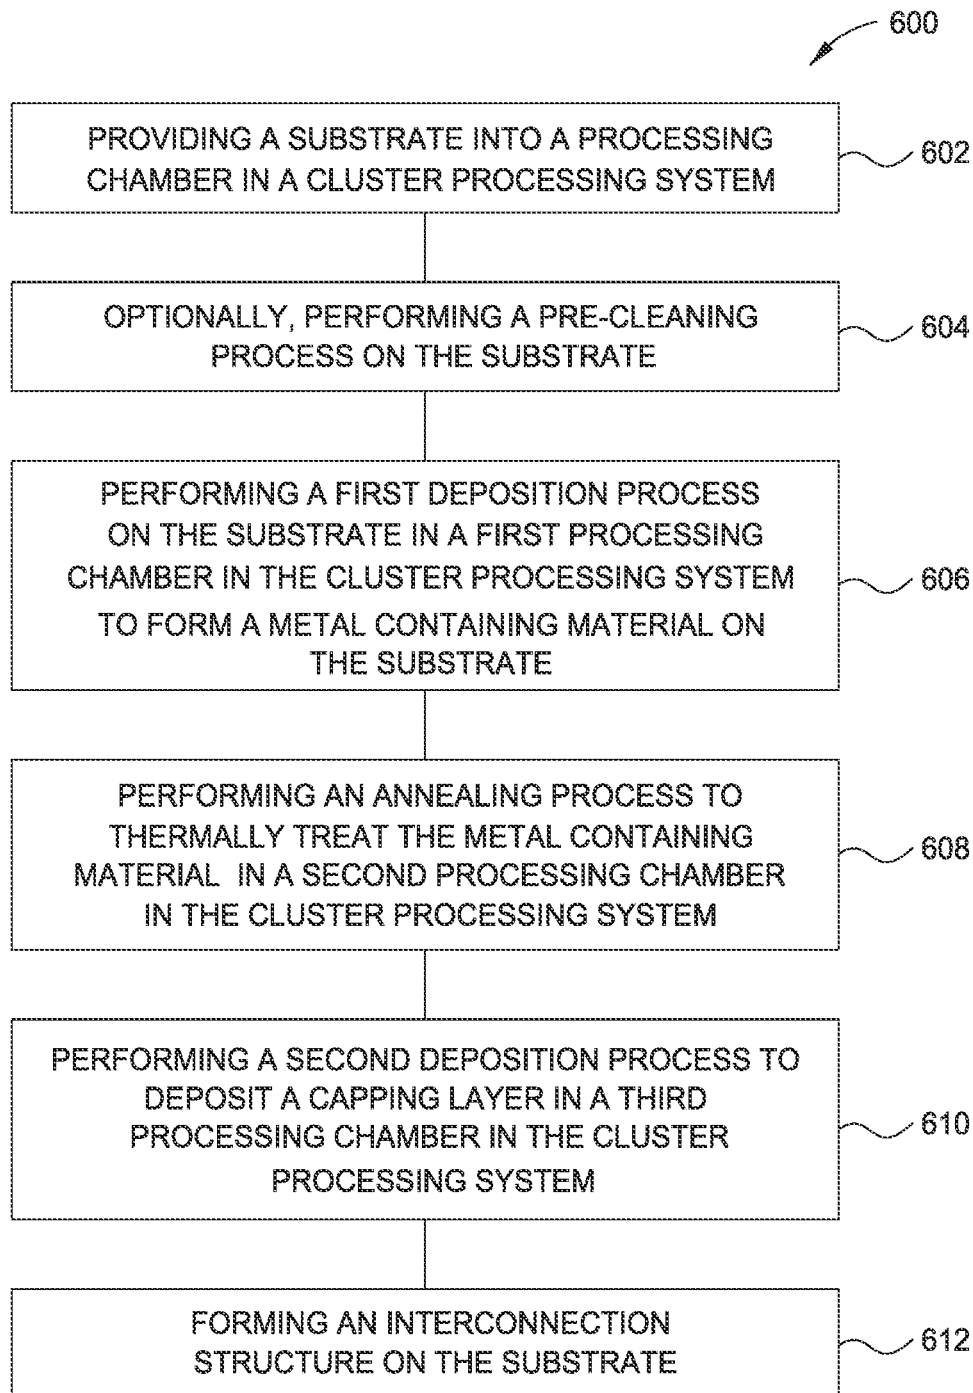 600
PROVIDING A SUBSTRATE INTO A PROCESSING
CHAMBER IN A CLUSTER PROCESSING SYSTEM
602
OPTIONALLY, PERFORMING A PRE-CLEANING
PROCESS ON THE SUBSTRATE
604
PERFORMING A FIRST DEPOSITION PROCESS
ON THE SUBSTRATE IN A FIRST PROCESSING
CHAMBER IN THE CLUSTER PROCESSING SYSTEM
TO FORM A METAL CONTAINING MATERIAL ON
THE SUBSTRATE
606
PERFORMING AN ANNEALING PROCESS TO
THERMALLY TREAT THE METAL CONTAINING
MATERIAL IN A SECOND PROCESSING CHAMBER
IN THE CLUSTER PROCESSING SYSTEM
608
PERFORMING A SECOND DEPOSITION PROCESS TO
DEPOSIT A CAPPING LAYER IN A THIRD
PROCESSING CHAMBER IN THE CLUSTER
PROCESSING SYSTEM
610
FORMING AN INTERCONNECTION
STRUCTURE ON THE SUBSTRATE
612